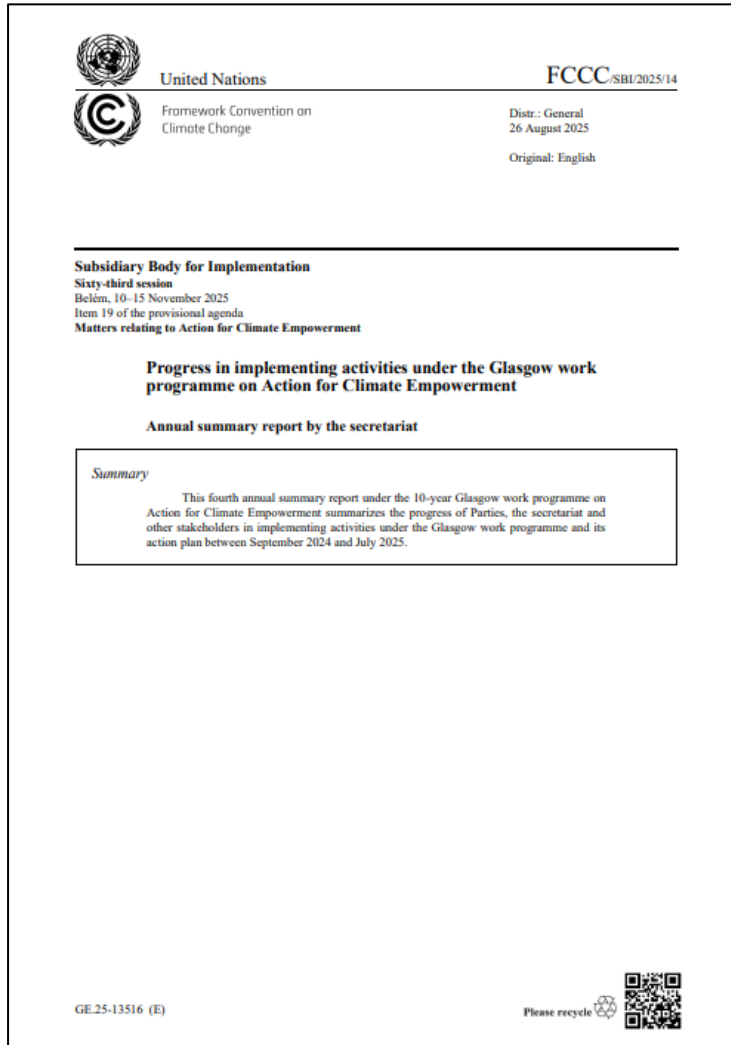 United Nations
FCCC/SBI/2025/14
Framework Convention on
Climate Change
Distr.: General
26 August 2025
Original: English
Subsidiary Body for Implementation
Sixty-third session
Belém, 10–15 November 2025
Item 19 of the provisional agenda
Matters relating to Action for Climate Empowerment
Progress in implementing activities under the Glasgow work
programme on Action for Climate Empowerment
Annual summary report by the secretariat
Summary
This fourth annual summary report under the 10-year Glasgow work programme on
Action for Climate Empowerment summarizes the progress of Parties, the secretariat and
other stakeholders in implementing activities under the Glasgow work programme and its
action plan between September 2024 and July 2025.
GE.25-13516 (E)
Please recycle